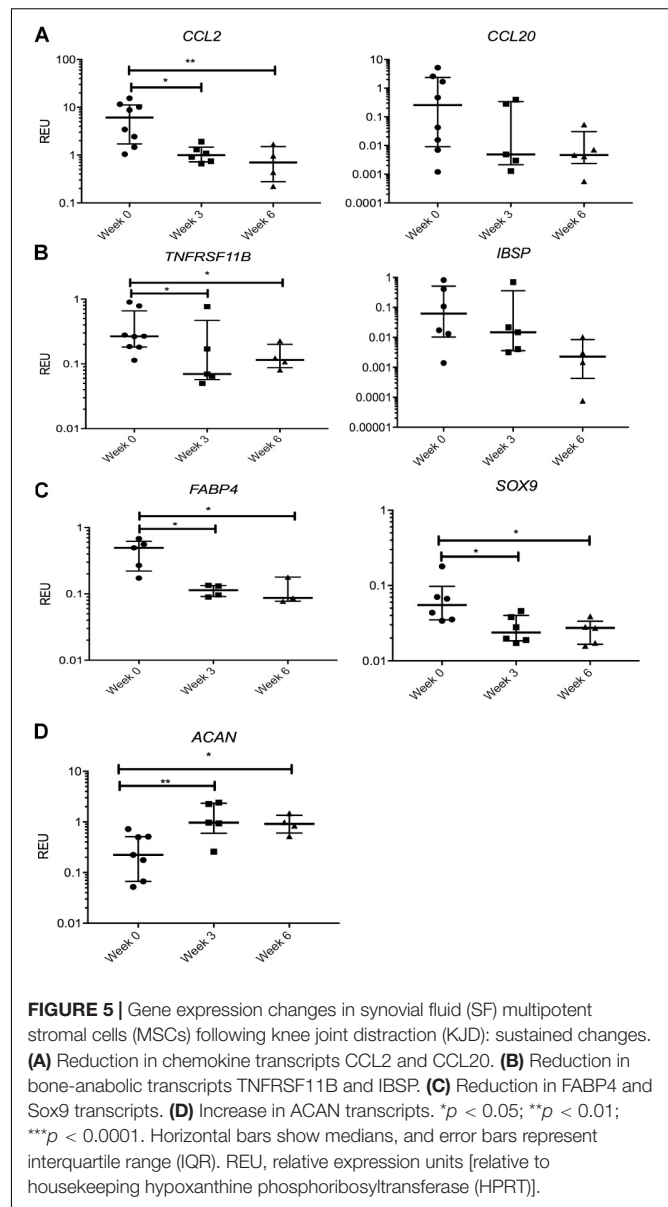 A
CCL2
CCL20
**
*
REU
100
10
1
0.1
10
1
0.1
0.01
0.001
0.0001
Week 0
Week 3
Week 6
Week 0
Week 3
Week 6
B
TNFRSF11B
IBSP
*
*
REU
1
0.1
0.01
1
0.1
0.01
0.001
0.0001
0.00001
Week 0
Week 3
Week 6
Week 0
Week 3
Week 6
C
FABP4
SOX9
*
*
*
*
REU
1
0.1
0.01
0.1
0.01
Week 0
Week 3
Week 6
Week 0
Week 3
Week 6
D
ACAN
*
**
REU
10
1
0.1
0.01
Week 0
Week 3
Week 6
FIGURE 5 | Gene expression changes in synovial fluid (SF) multipotent
stromal cells (MSCs) following knee joint distraction (KJD): sustained changes.
(A) Reduction in chemokine transcripts CCL2 and CCL20. (B) Reduction in
bone-anabolic transcripts TNFRSF11B and IBSP. (C) Reduction in FABP4 and
Sox9 transcripts. (D) Increase in ACAN transcripts. *p < 0.05; **p < 0.01;
***p < 0.0001. Horizontal bars show medians, and error bars represent
interquartile range (IQR). REU, relative expression units [relative to
housekeeping hypoxanthine phosphoribosyltransferase (HPRT)].